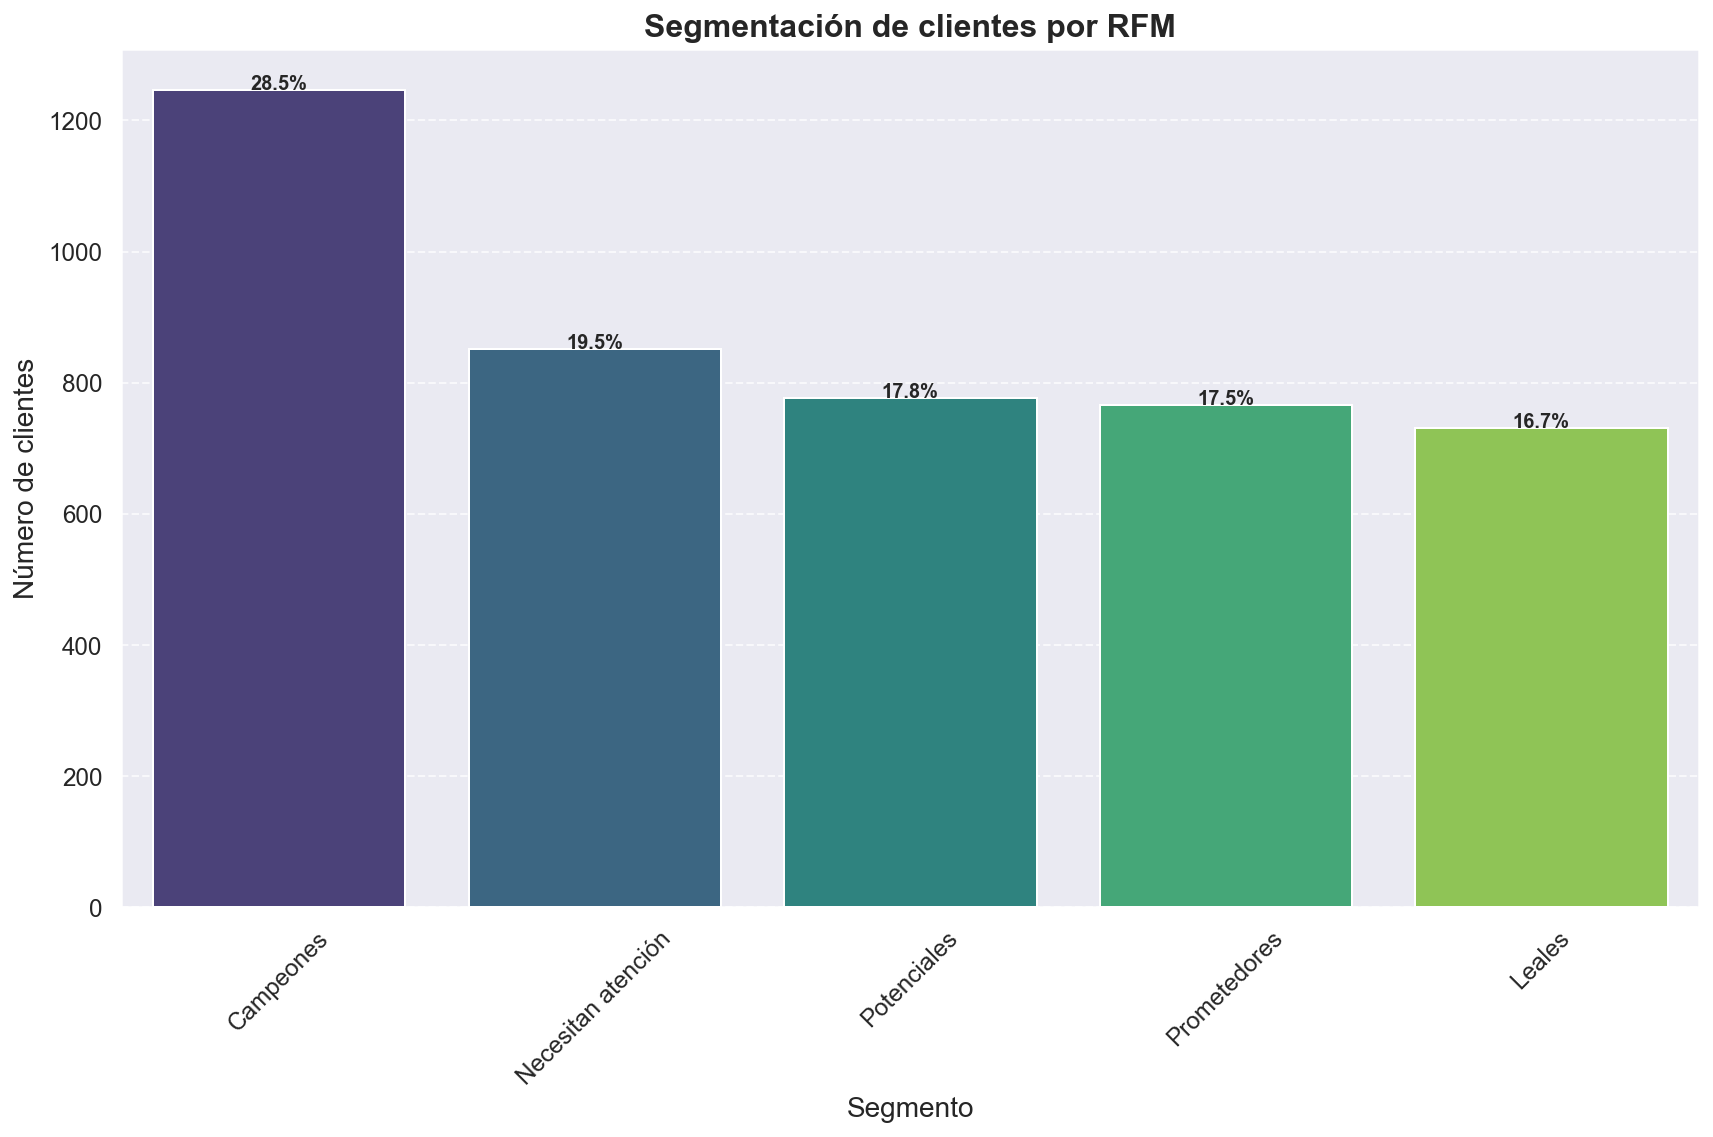 Segmentación de clientes por RFM
Número de clientes
1200
1000
800
600
400
200
0
28.5%
19.5%
17.8%
17.5%
16.7%
Campeones
Necesitan atención
Potenciales
Prometedores
Leales
Segmento